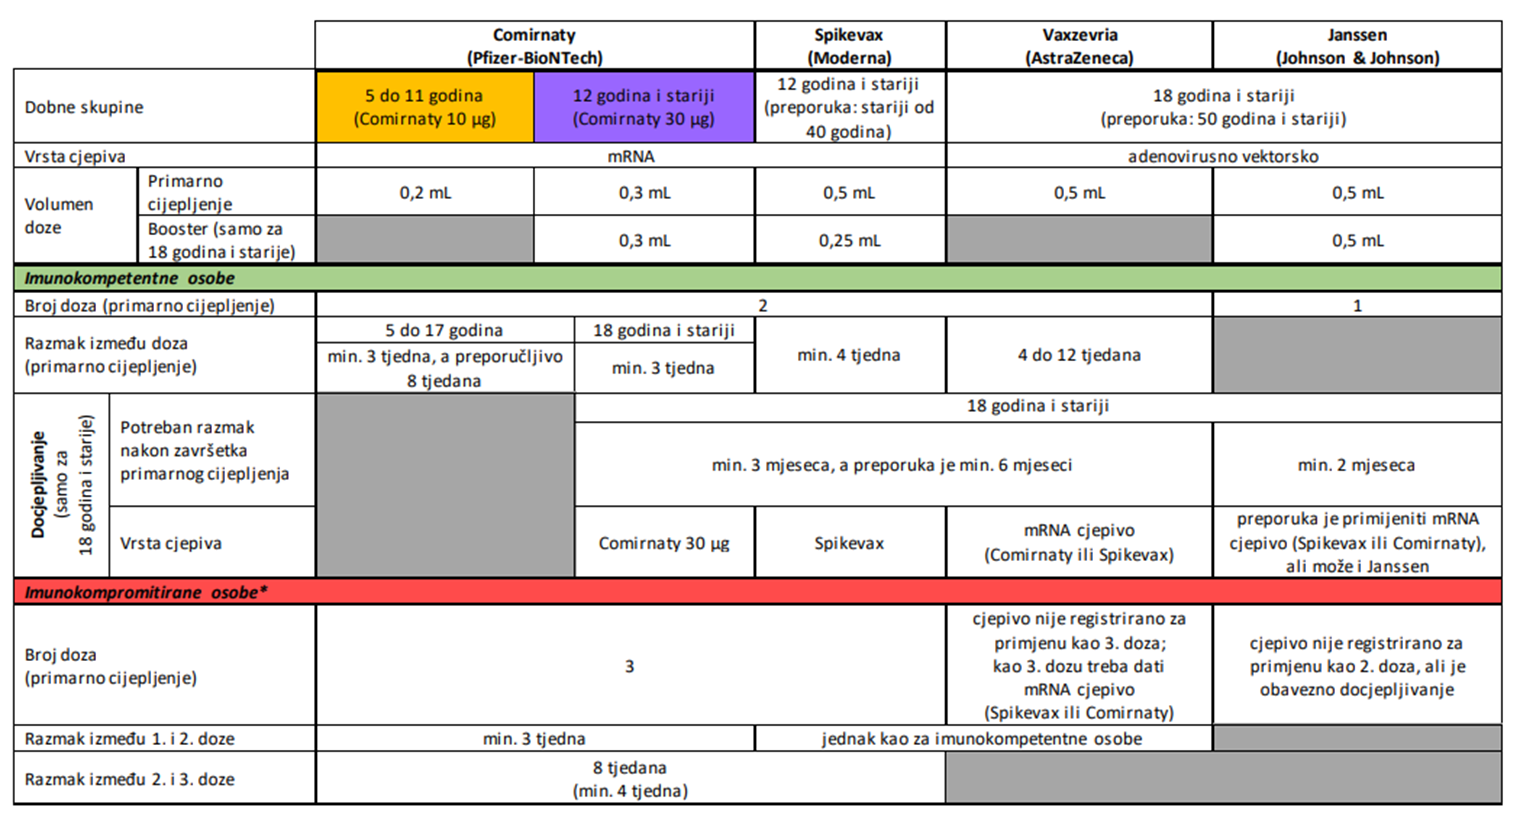 Comirnaty
(Pfizer-BioNTech)
Spikevax
(Moderna)
Vaxzevria
(AstraZeneca)
Janssen
(Johnson & Johnson)
Dobne skupine
5 do 11 godina
(Comirnaty 10 µg)
12 godina i stariji
(Comirnaty 30 µg)
12 godina i stariji
(preporuka: stariji od
40 godina)
18 godina i stariji
(preporuka: 50 godina i stariji)
Vrsta cjepiva
mRNA
adenovirusno vektorsko
Volumen
doze
Primarno
cijepljenje
0,2 mL
0,3 mL
0,5 mL
0,5 mL
0,5 mL
Booster (samo za
18 godina i starije)
0,3 mL
0,25 mL
0,5 mL
Imunokompetentne osobe
Broj doza (primarno cijepljenje)
2
1
Razmak između doza
(primarno cijepljenje)
5 do 17 godina
min. 3 tjedna, a preporučljivo
8 tjedana
18 godina i stariji
min. 3 tjedna
min. 4 tjedna
4 do 12 tjedana
Docjepljivanje
(samo za
18 godina i starije)
Potreban razmak
nakon završetka
primarnog cijepljenja
18 godina i stariji
min. 3 mjeseca, a preporuka je min. 6 mjeseci
min. 2 mjeseca
Vrsta cjepiva
Comirnaty 30 µg
Spikevax
mRNA cjepivo
(Comirnaty ili Spikevax)
preporuka je primijeniti mRNA
cjepivo (Spikevax ili Comirnaty),
ali može i Janssen
Imunokompromitirane osobe*
Broj doza
(primarno cijepljenje)
3
cjepivo nije registrirano za
primjenu kao 3. doza;
kao 3. dozu treba dati
mRNA cjepivo
(Spikevax ili Comirnaty)
cjepivo nije registrirano za
primjenu kao 2. doza, ali je
obavezno docjepljivanje
Razmak između 1. i 2. doze
min. 3 tjedna
jednak kao za imunokompetentne osobe
Razmak između 2. i 3. doze
8 tjedana
(min. 4 tjedna)